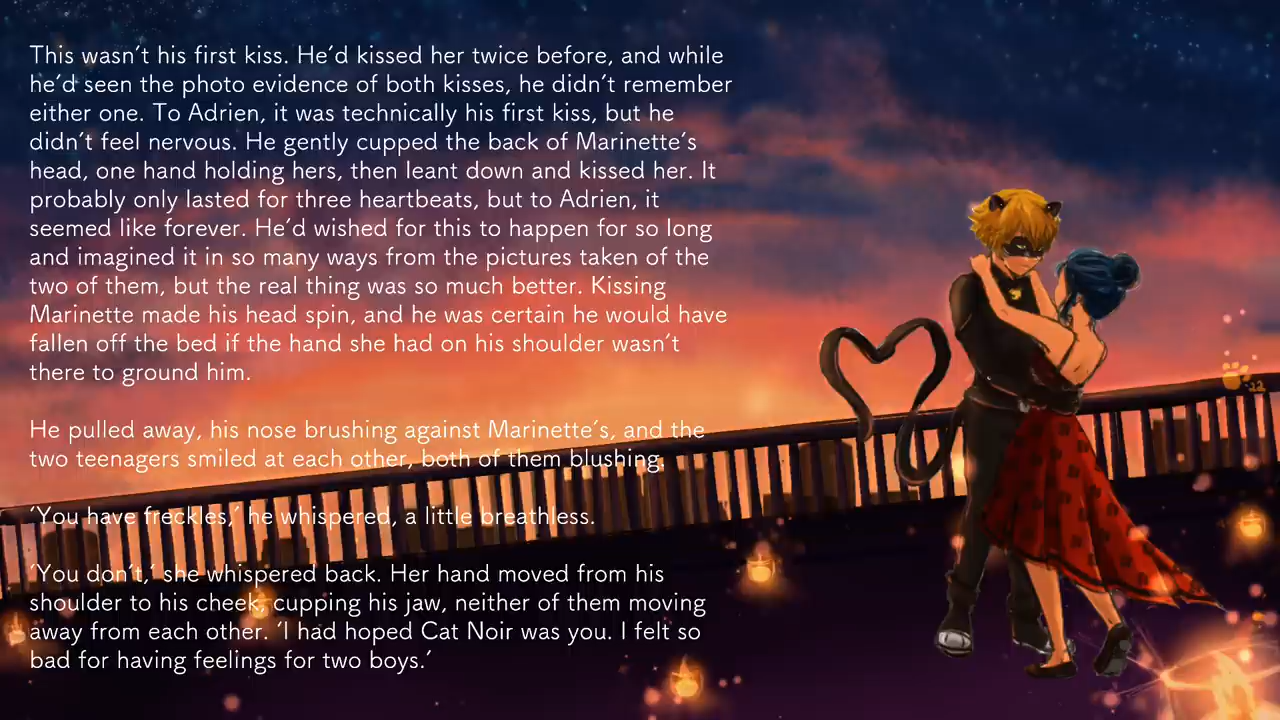 This wasn’t his first kiss. He’d kissed her twice before, and while
he’d seen the photo evidence of both kisses, he didn’t remember
either one. To Adrien, it was technically his first kiss, but he
didn’t feel nervous. He gently cupped the back of Marinette’s
head, one hand holding hers, then leant down and kissed her. It
probably only lasted for three heartbeats, but to Adrien, it
seemed like forever. He’d wished for this to happen for so long
and imagined it in so many ways from the pictures taken of the
two of them, but the real thing was so much better. Kissing
Marinette made his head spin, and he was certain he would have
fallen off the bed if the hand she had on his shoulder wasn’t
there to ground him.
He pulled away, his nose brushing against Marinette’s, and the
two teenagers smiled at each other, both of them blushing.
‘You have freckles,’ he whispered, a little breathless.
‘You don’t,’ she whispered back. Her hand moved from his
shoulder to his cheek, cupping his jaw, neither of them moving
away from each other. ‘I had hoped Cat Noir was you. I felt so
bad for having feelings for two boys.’